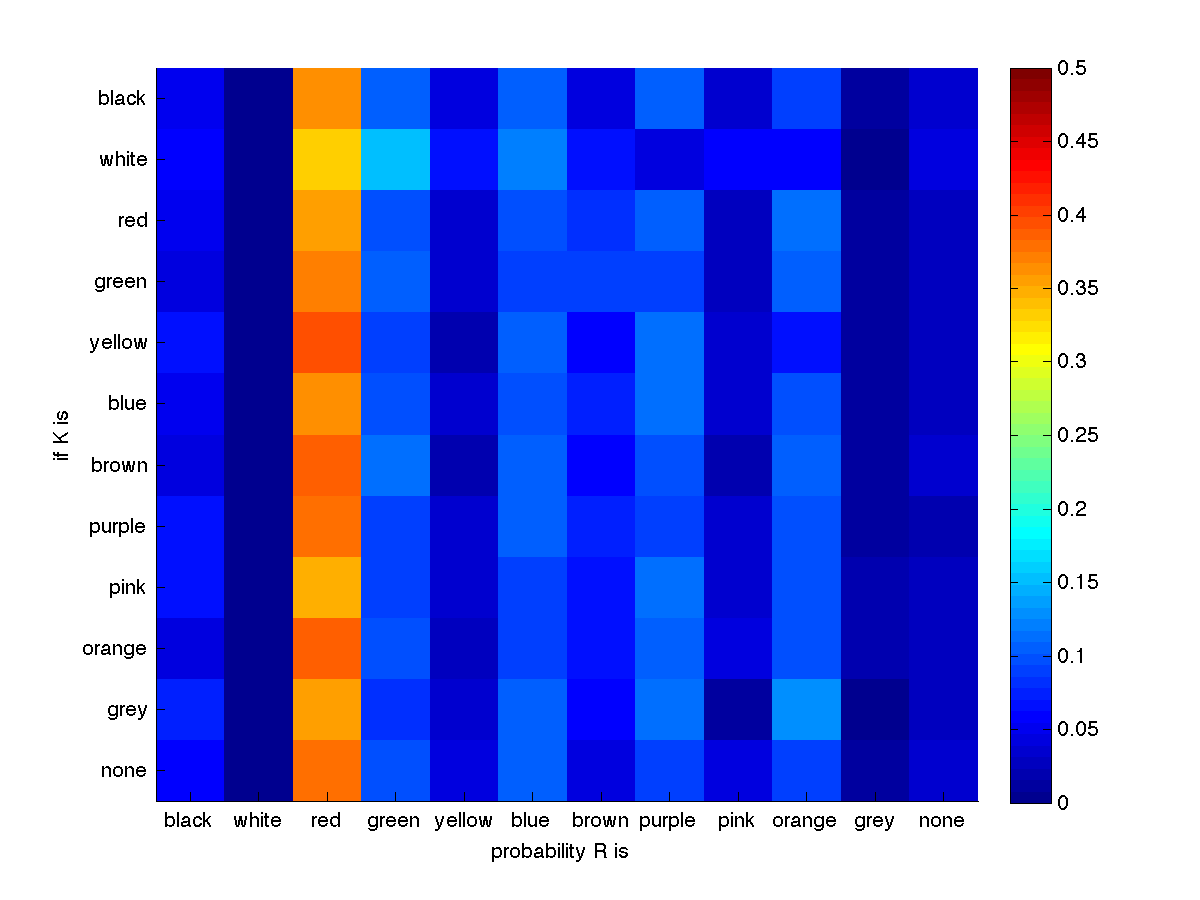 black
white
red
green
yellow
blue
brown
purple
pink
orange
grey
none
if K is
black white red green yellow blue brown purple pink orange grey none
probability R is
0.5
0.45
0.4
0.35
0.3
0.25
0.2
0.15
0.1
0.05
0